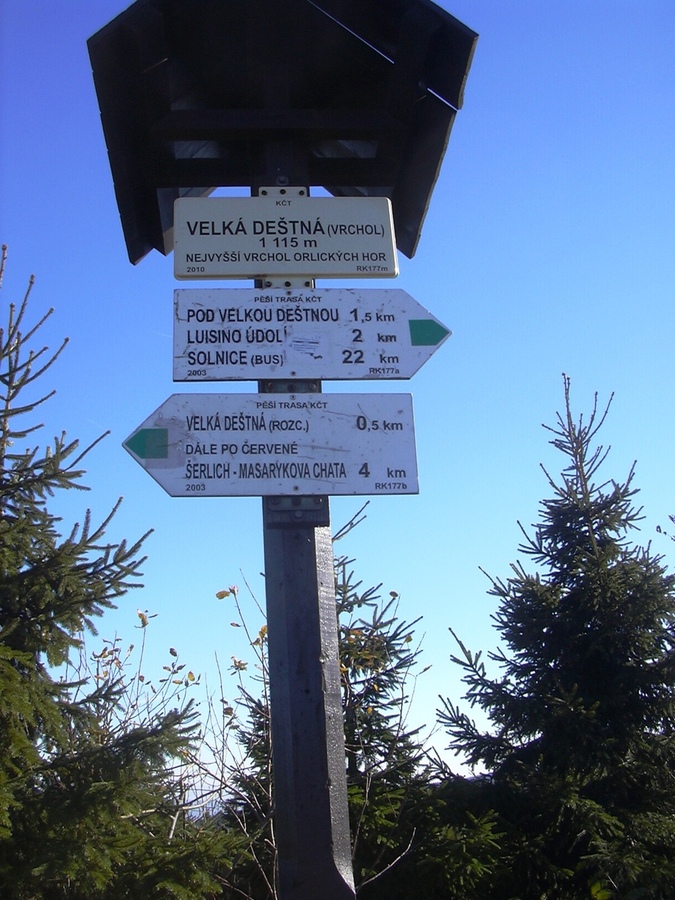 KČT
VELKÁ DEŠTNÁ (VRCHOL)
1 115 m
NEJVYŠŠÍ VRCHOL ORLICKÝCH HOR
2010 RK177m
PĚŠÍ TRASA KČT
POD VELKOU DEŠTNOU 1,5 km
LUISINO ÚDOLÍ 2 km
SOLNICE (BUS) 22 km
2003 RK177a
PĚŠÍ TRASA KČT
VELKÁ DEŠTNÁ (ROZC.) 0,5 km
DÁLE PO ČERVENÉ
ŠERLICH - MASARYKOVA CHATA 4 km
2003 RK177b